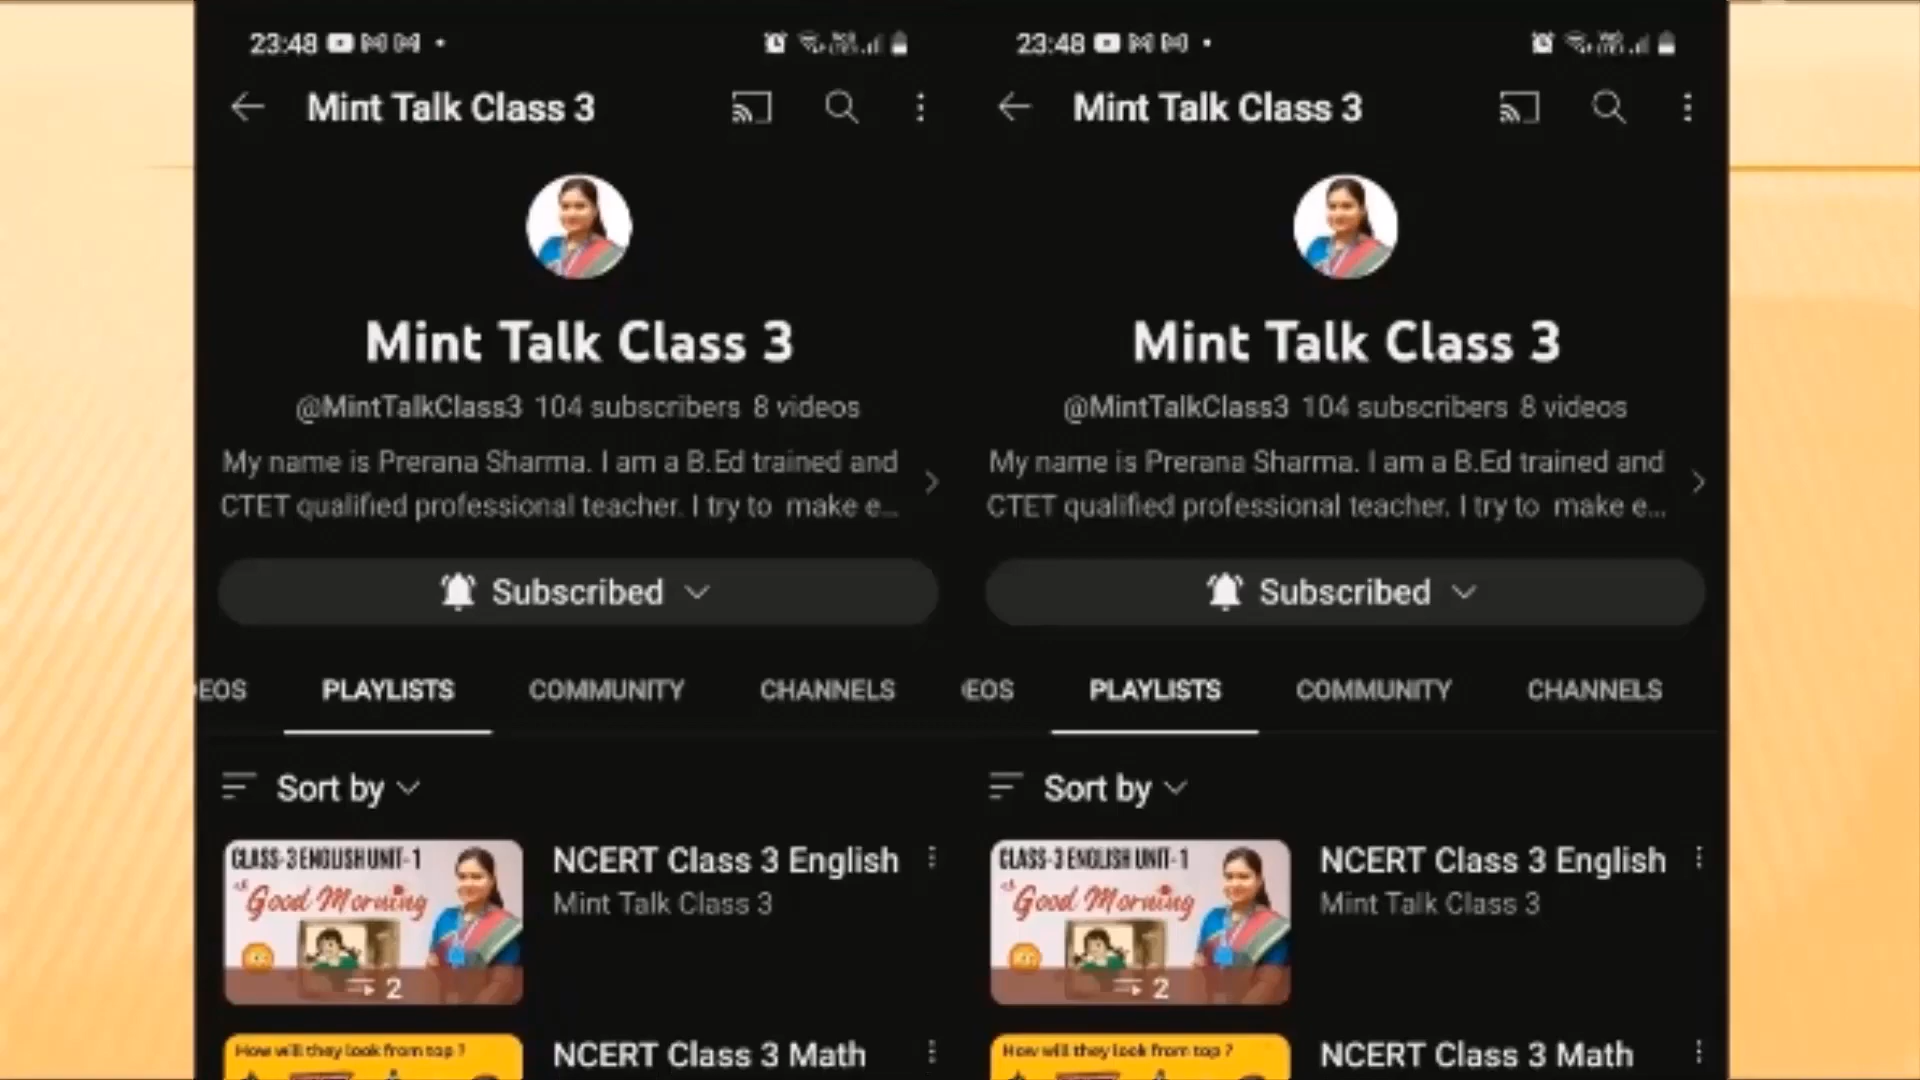 23:48
Mint Talk Class 3
Mint Talk Class 3
@MintTalkClass3 104 subscribers 8 videos
My name is Prerana Sharma. I am a B.Ed trained and
CTET qualified professional teacher. I try to make e...
Subscribed
EOS PLAYLISTS COMMUNITY CHANNELS
Sort by
CLASS-3 ENGLISH UNIT-1
Good Morning
2
NCERT Class 3 English
Mint Talk Class 3
How will they look from top ?
NCERT Class 3 Math
23:48
Mint Talk Class 3
Mint Talk Class 3
@MintTalkClass3 104 subscribers 8 videos
My name is Prerana Sharma. I am a B.Ed trained and
CTET qualified professional teacher. I try to make e...
Subscribed
EOS PLAYLISTS COMMUNITY CHANNELS
Sort by
CLASS-3 ENGLISH UNIT-1
Good Morning
2
NCERT Class 3 English
Mint Talk Class 3
How will they look from top ?
NCERT Class 3 Math